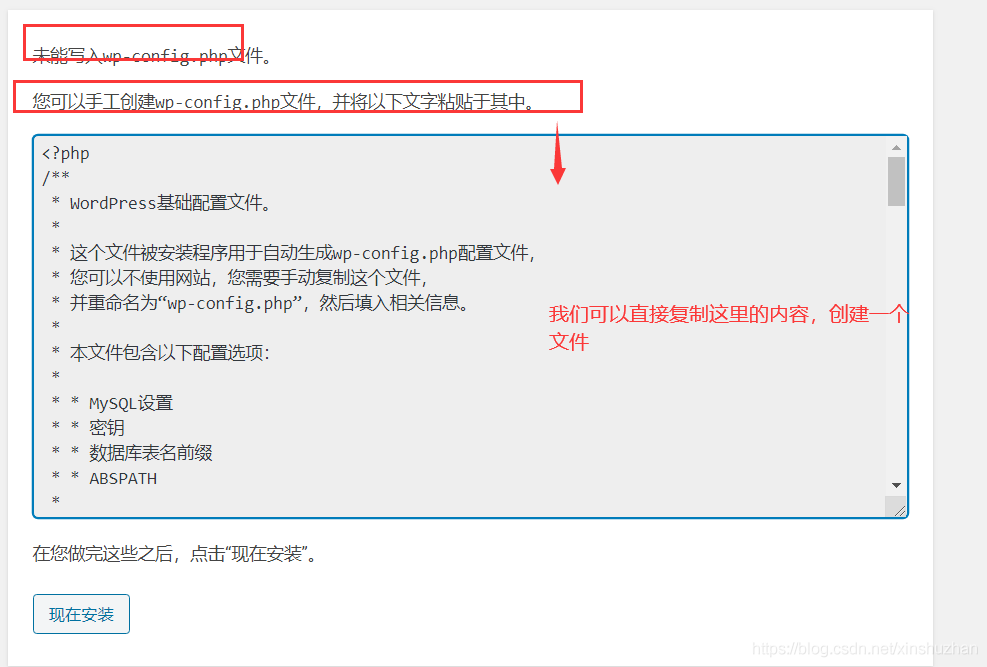 未能写入wp-config.php文件。
您可以手工创建wp-config.php文件，并将以下文字粘贴于其中。
<?php
/**
 * WordPress基础配置文件。
 *
 * 这个文件被安装程序用于自动生成wp-config.php配置文件，
 * 您可以不使用网站，您需要手动复制这个文件，
 * 并重命名为“wp-config.php”，然后填入相关信息。
 *
 * 本文件包含以下配置选项：
 *
 * * MySQL设置
 * * 密钥
 * * 数据库表名前缀
 * * ABSPATH
 *
我们可以直接复制这里的内容，创建一个
文件
在您做完这些之后，点击“现在安装”。
现在安装
https://blog.csdn.net/xinshuzhan